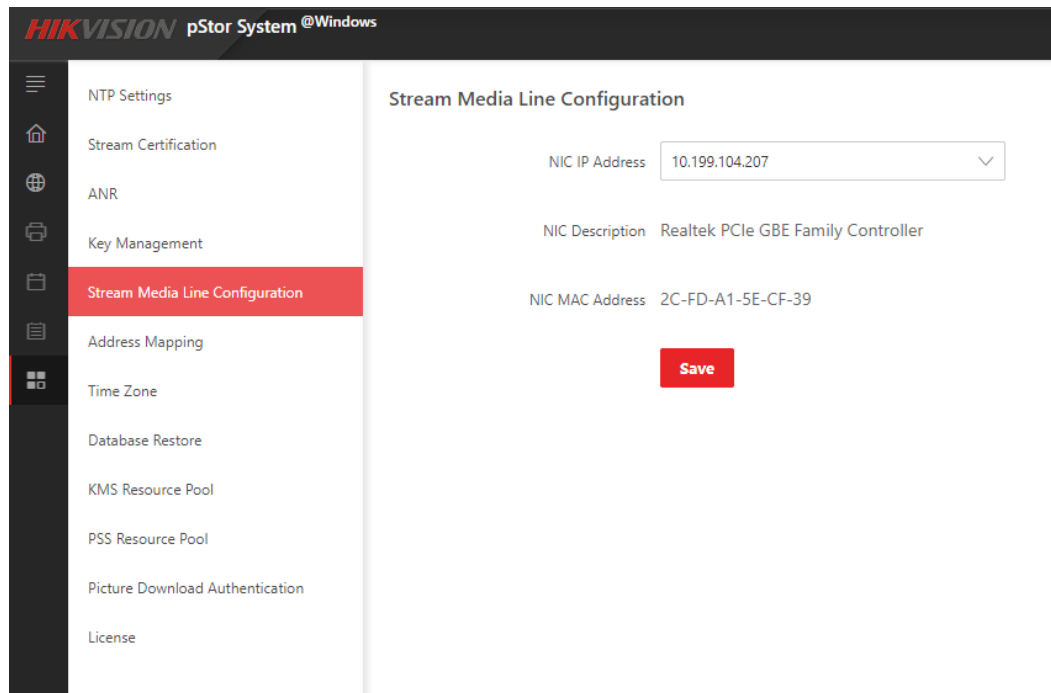 HIKVISION pStor System @Windows
NTP Settings
Stream Certification
ANR
Key Management
Stream Media Line Configuration
Address Mapping
Time Zone
Database Restore
KMS Resource Pool
PSS Resource Pool
Picture Download Authentication
License
Stream Media Line Configuration
NIC IP Address 10.199.104.207
NIC Description Realtek PCIe GBE Family Controller
NIC MAC Address 2C-FD-A1-5E-CF-39
Save